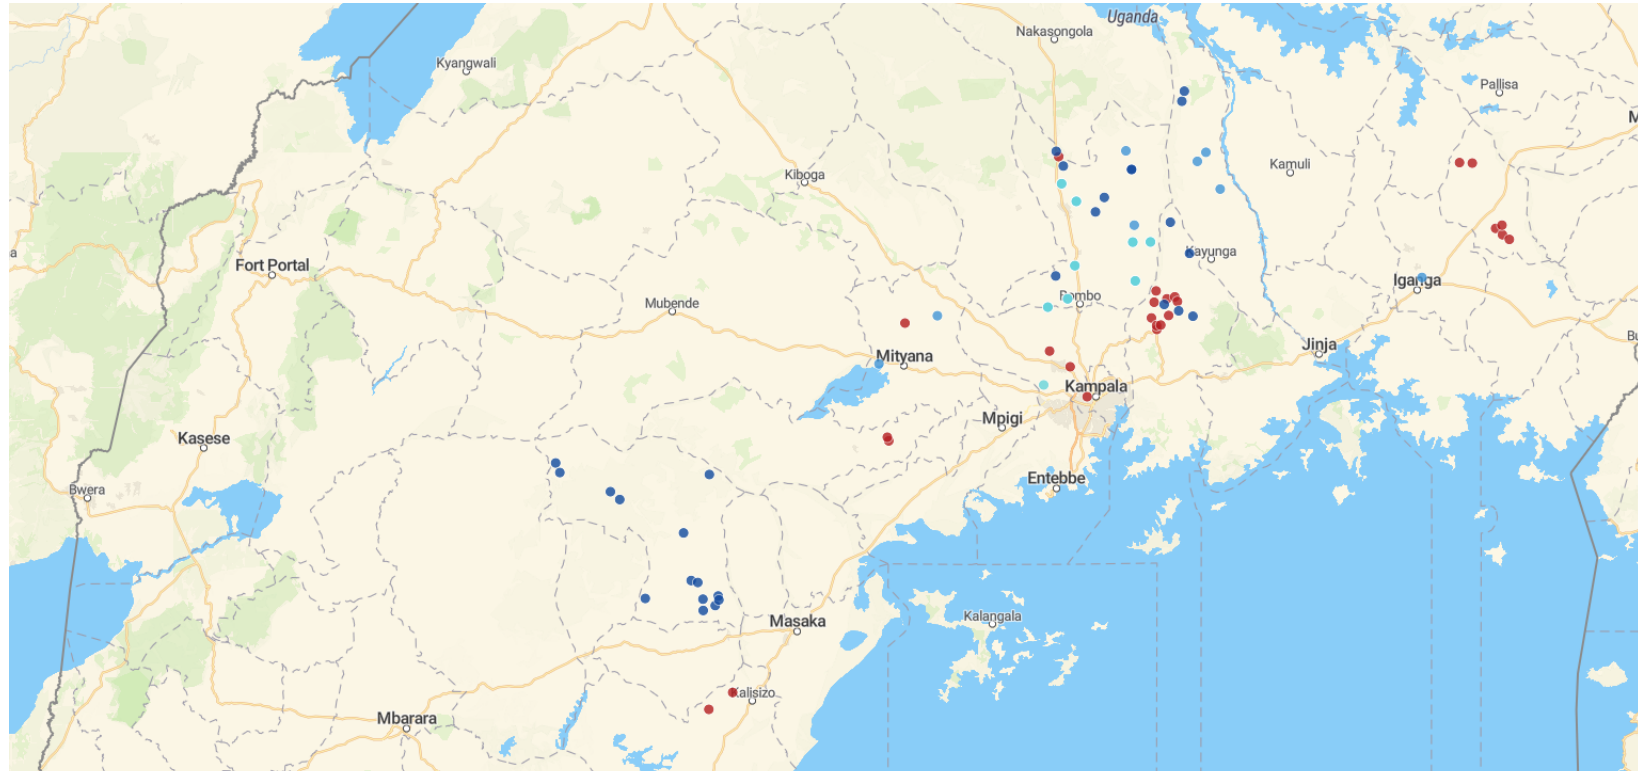 Uganda
Nakasongola
Kyangwali
Pallisa
M
Kamuli
Kiboga
a
Kayunga
Fort Portal
Iganga
Bombo
Mubende
Jinja
Bu
Mityana
Kampala
Mpigi
Kasese
Entebbe
Bwera
Kalangala
Masaka
Kalisizo
Mbarara